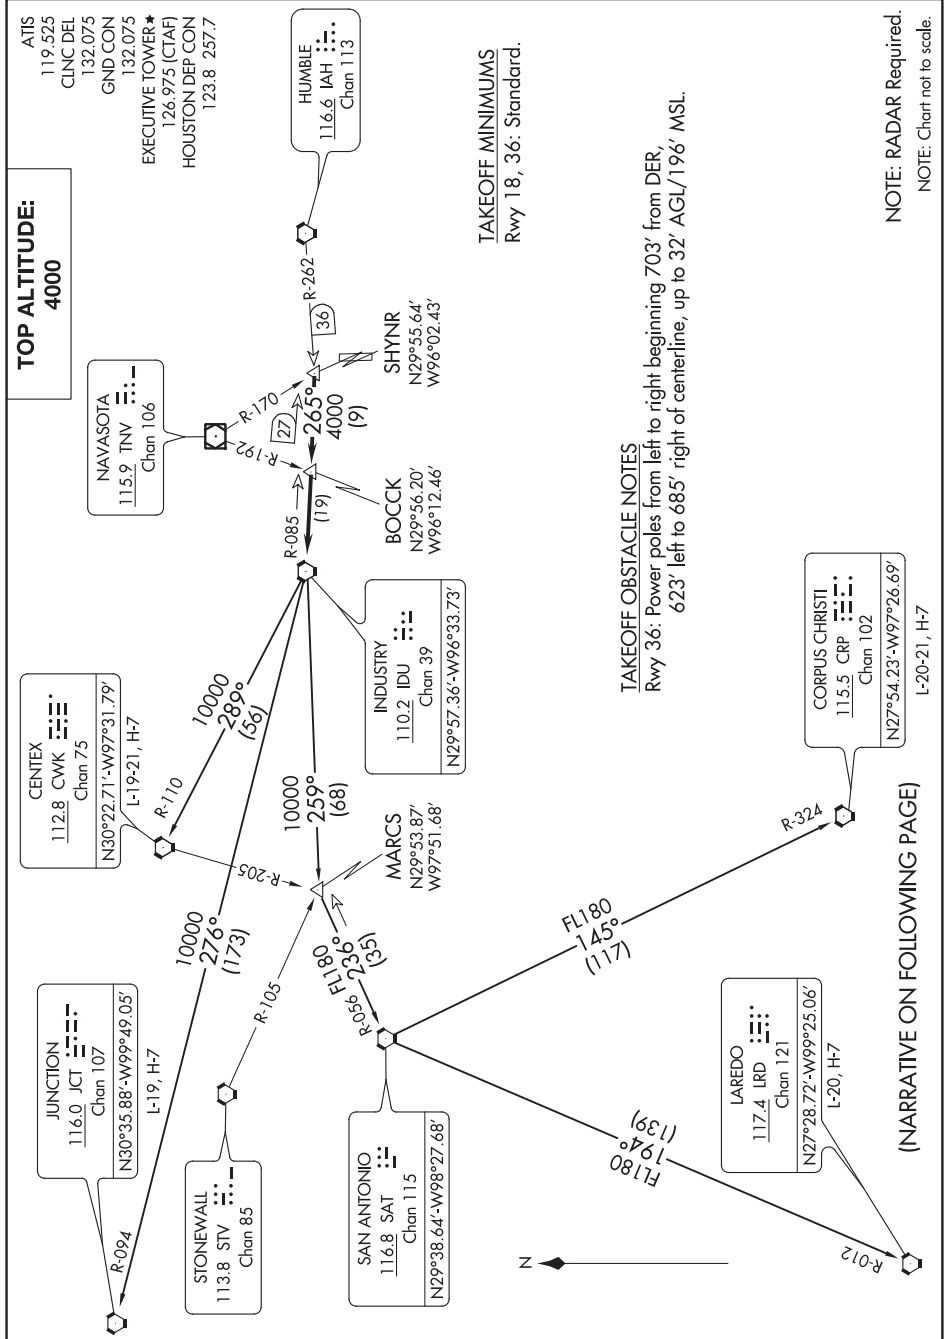 TOP ALTITUDE:
4000
ATIS
119.525
CLNC DEL
132.075
GND CON
132.075
EXECUTIVE TOWER★
126.975 (CTAF)
HOUSTON DEP CON
123.8 257.7
JUNCTION
116.0 JCT
Chan 107
N30°35.88'-W99°49.05'
L-19, H-7
CENTEX
112.8 CWK
Chan 75
N30°22.71'-W97°31.79'
L-19-21, H-7
NAVASOTA
115.9 TNV
Chan 106
HUMBLE
116.6 IAH
Chan 113
R-094
10000
276°
(173)
R-110
10000
289°
(56)
R-170
R-192
R-262
36
27
265°
4000
(9)
R-085
(19)
SHYNR
N29°55.64'
W96°02.43'
BOCCK
N29°56.20'
W96°12.46'
STONEWALL
113.8 STV
Chan 85
R-105
R-205
10000
259°
(68)
INDUSTRY
110.2 IDU
Chan 39
N29°57.36'-W96°33.73'
MARCS
N29°53.87'
W97°51.68'
SAN ANTONIO
116.8 SAT
Chan 115
N29°38.64'-W98°27.68'
R-056
FL180
236°
(35)
TAKEOFF MINIMUMS
Rwy 18, 36: Standard.
FL180
145°
(117)
R-324
FL180
194°
(139)
R-012
N
TAKEOFF OBSTACLE NOTES
Rwy 36: Power poles from left to right beginning 703' from DER,
623' left to 685' right of centerline, up to 32' AGL/196' MSL.
LAREDO
117.4 LRD
Chan 121
N27°28.72'-W99°25.06'
L-20, H-7
CORPUS CHRISTI
115.5 CRP
Chan 102
N27°54.23'-W97°26.69'
L-20-21, H-7
(NARRATIVE ON FOLLOWING PAGE)
NOTE: RADAR Required.
NOTE: Chart not to scale.